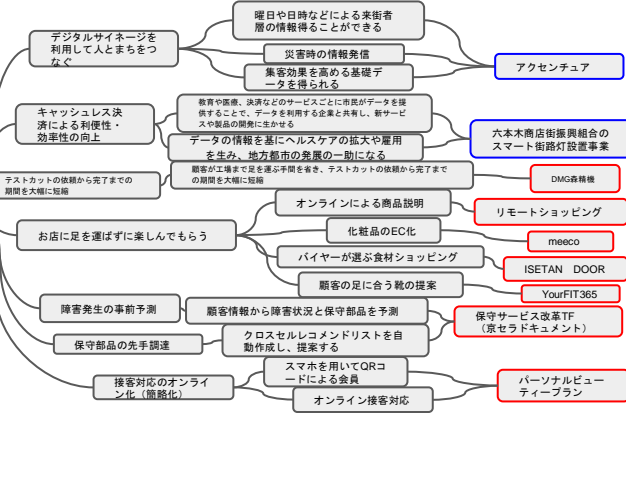 デジタルサイネージを
利用して人とまちをつ
なぐ
曜日や日時などによる来街者
層の情報得ることができる
災害時の情報発信
集客効果を高める基礎デ
ータを得られる
アクセンチュア
キャッシュレス決
済による利便性・
効率性の向上
教育や医療、決済などのサービスごとに市民がデータを提
供することで、データを利用する企業と共有し、新サービ
スや製品の開発に生かせる
データの情報を基にヘルスケアの拡大や雇用
を生み、地方都市の発展の一助になる
六本木商店街振興組合の
スマート街路灯設置事業
テストカットの依頼から完了までの
期間を大幅に短縮
顧客が工場まで足を運ぶ手間を省き、テストカットの依頼から完了まで
の期間を大幅に短縮
DMG森精機
お店に足を運ばずに楽しんでもらう
オンラインによる商品説明
リモートショッピング
化粧品のEC化
meeco
バイヤーが選ぶ食材ショッピング
ISETAN　DOOR
顧客の足に合う靴の提案
YourFIT365
障害発生の事前予測
顧客情報から障害状況と保守部品を予測
保守部品の先手調達
クロスセルレコメンドリストを自
動作成し、提案する
保守サービス改革TF
（京セラドキュメント）
接客対応のオンライ
ン化（簡略化）
スマホを用いてQRコ
ードによる会員
オンライン接客対応
パーソナルビュー
ティープラン